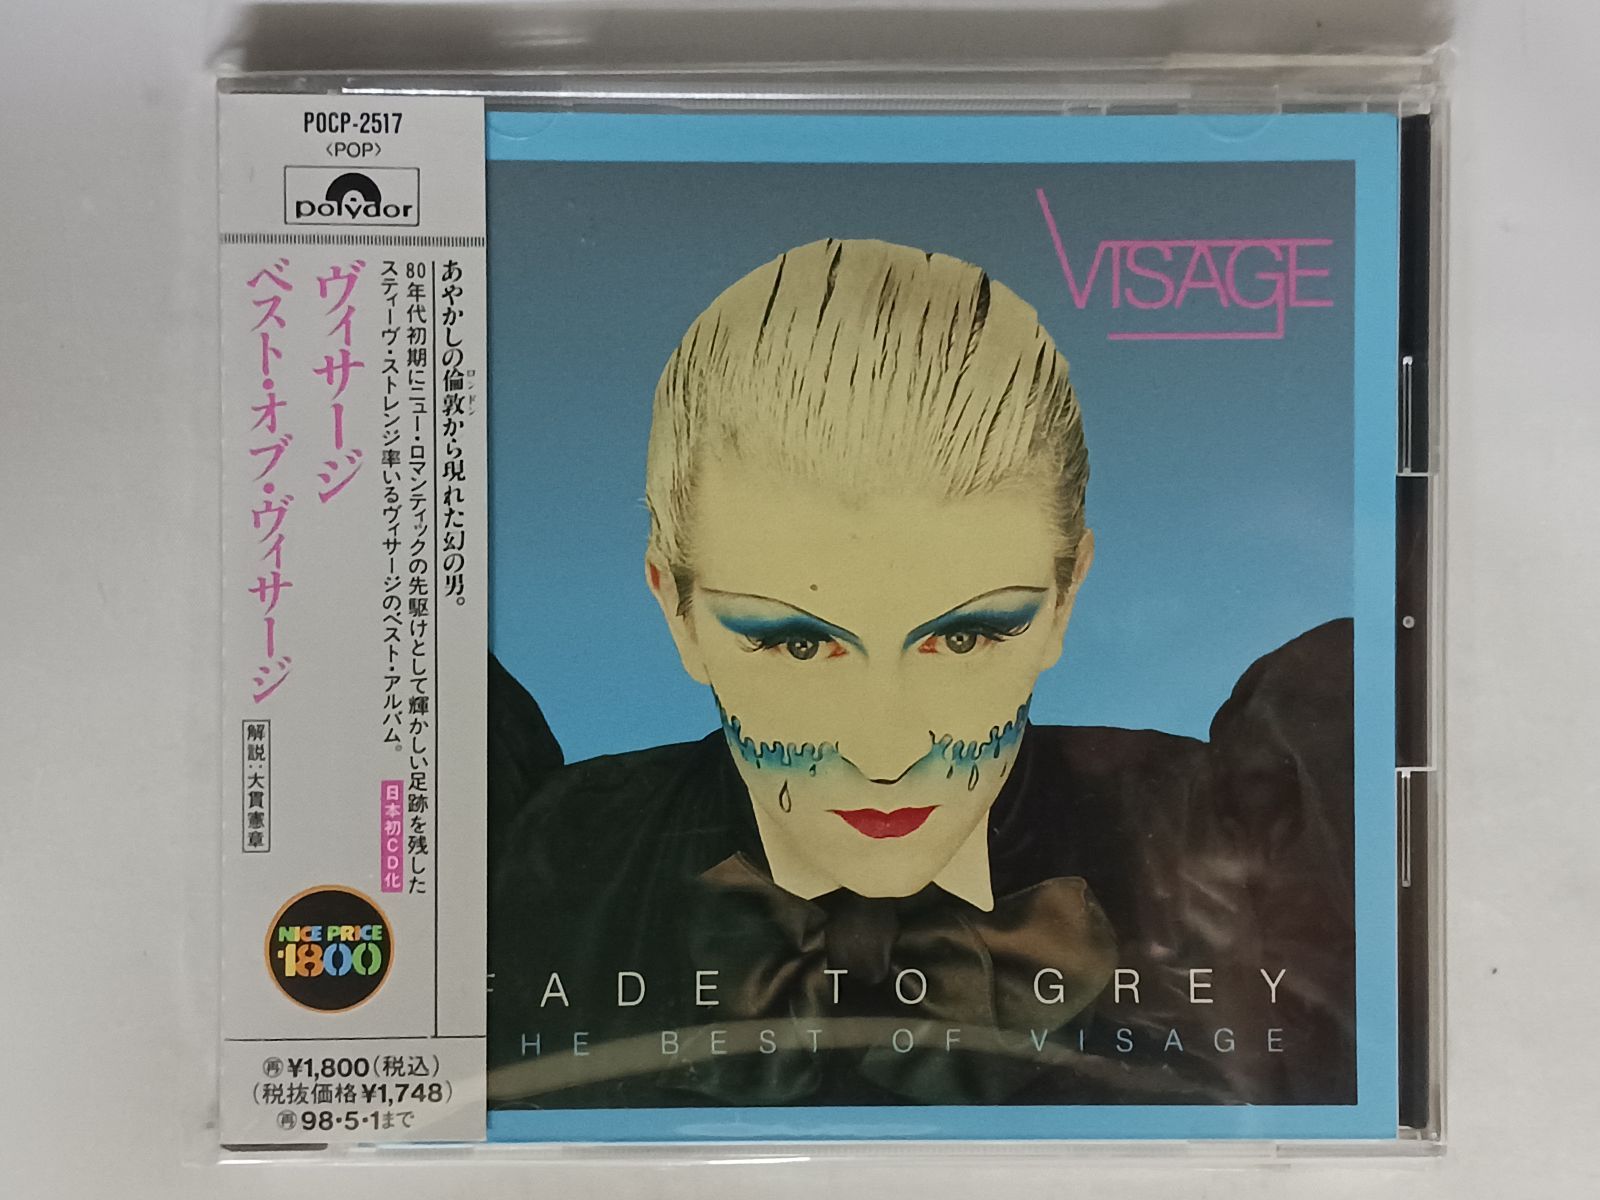 POCP-2517
〈POP〉
polydor
あやかしの倫敦から現れた幻の男。
ロンドン
80年代初期にニュー・ロマンティックの先駆けとして輝かしい足跡を残した
スティーヴ・ストレンジ率いるヴィサージのベスト・アルバム。
日本初CD化
ヴィサージ
ベスト・オブ・ヴィサージ
解説:大貫憲章
NICE PRICE
¥1800
㊢¥1,800(税込)
(税抜価格¥1,748)
㊢98・5・1まで
VISAGE
FADE TO GREY
HE BEST OF VISAGE